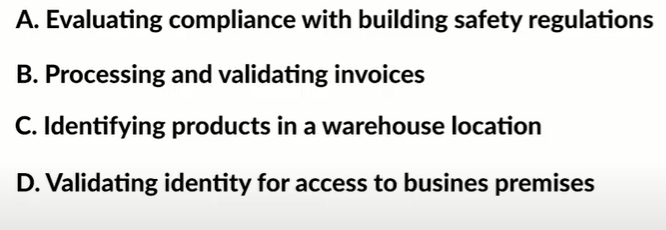 A. Evaluating compliance with building safety regulations
B. Processing and validating invoices
C. Identifying products in a warehouse location
D. Validating identity for access to busines premises